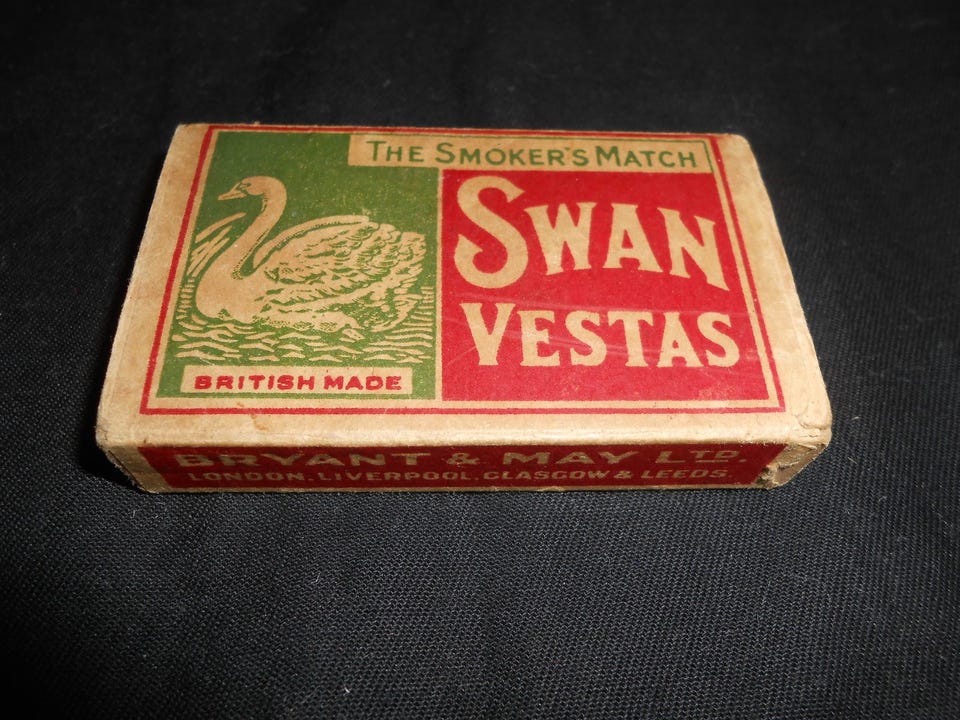 THE SMOKER'S MATCH
SWAN
VESTAS
BRITISH MADE
BRYANT & MAY LTD.
LONDON, LIVERPOOL, GLASGOW & LEEDS